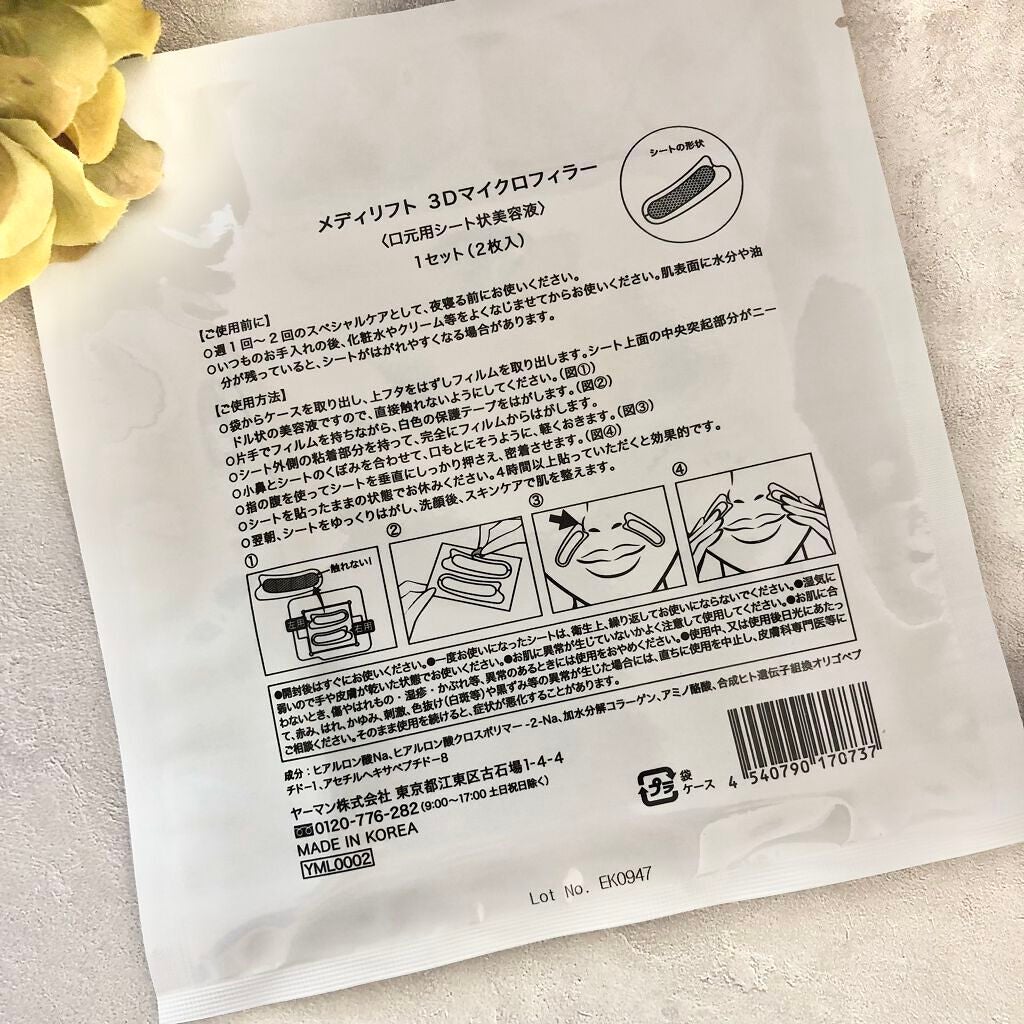 シートの形状
メディリフト 3Dマイクロフィラー
〈口元用シート状美容液〉
1セット(2枚入)
【ご使用前に】
○週1回〜2回のスペシャルケアとして、夜寝る前にお使いください。
○いつものお手入れの後、化粧水やクリーム等をよくなじませてからお使いください。肌表面に水分や油
分が残っていると、シートがはがれやすくなる場合があります。
【ご使用方法】
○袋からケースを取り出し、上フタをはずしフィルムを取り出します。シート上面の中央突起部分がニー
ドル状の美容液ですので、直接触れないようにしてください。(図①)
○片手でフィルムを持ちながら、白色の保護テープをはがします。(図②)
○シート外側の粘着部分を持って、完全にフィルムからはがします。
○小鼻とシートのくぼみを合わせて、口もとにそうように、軽くおきます。(図③)
○指の腹を使ってシートを垂直にしっかり押さえ、密着させます。(図④)
○シートを貼ったままの状態でお休みください。4時間以上貼っていただくと効果的です。
○翌朝、シートをゆっくりはがし、洗顔後、スキンケアで肌を整えます。
① ② ③ ④
触れない!
左用 右用
●開封後はすぐにお使いください。●一度お使いになったシートは、衛生上、繰り返してお使いにならないでください。●湿気に
弱いので手や皮膚が乾いた状態でお使いください。●お肌に異常が生じていないかよく注意して使用してください。●お肌に合
わないとき、傷やはれもの・湿疹・かぶれ等、異常のあるときには使用をおやめください。●使用中、又は使用後日光にあたっ
て、赤み、はれ、かゆみ、刺激、色抜け(白斑等)や黒ずみ等の異常が生じた場合には、直ちに使用を中止し、皮膚科専門医等に
ご相談ください。そのまま使用を続けると、症状が悪化することがあります。
成分:ヒアルロン酸Na、ヒアルロン酸クロスポリマー-2-Na、加水分解コラーゲン、アミノ酪酸、合成ヒト遺伝子組換オリゴペプ
チド-1、アセチルヘキサペプチド-8
ヤーマン株式会社 東京都江東区古石場1-4-4
0120-776-282(9:00〜17:00 土日祝日除く)
MADE IN KOREA
YML0002
プラ
袋
ケース
4 540790 170737
Lot No. EK0947